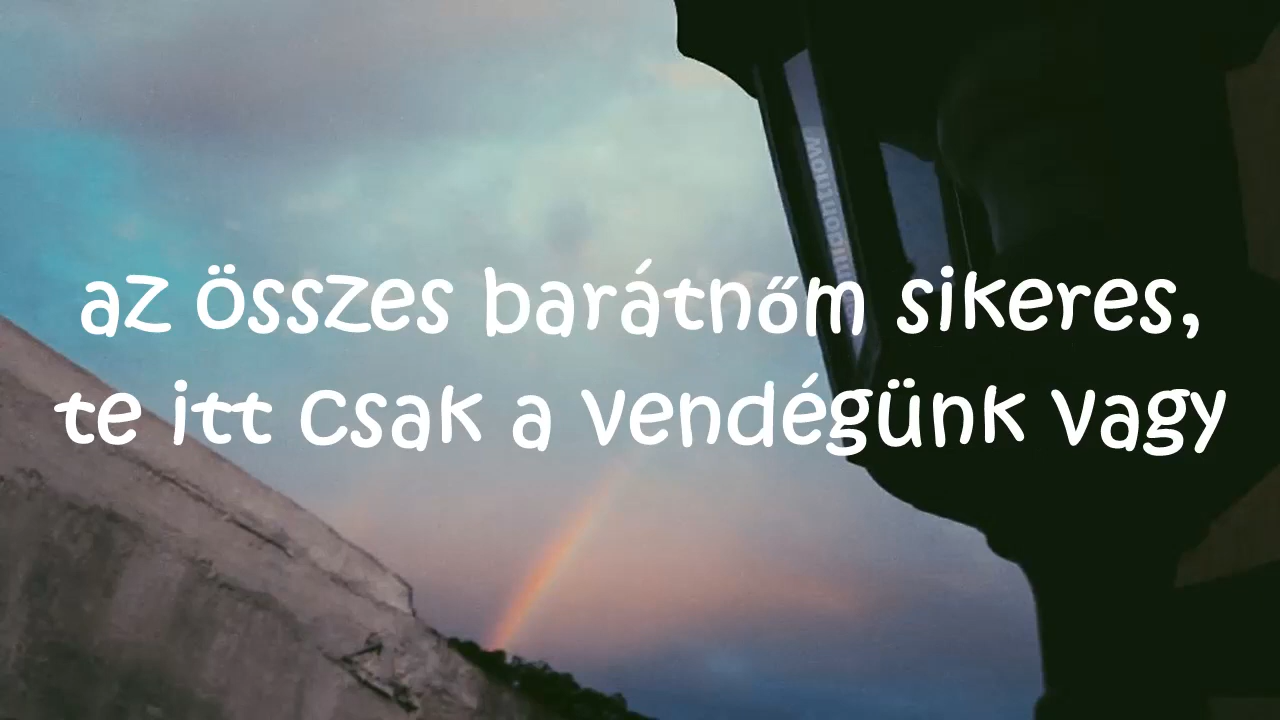 az összes barátnőm sikeres,
te itt csak a vendégünk vagy